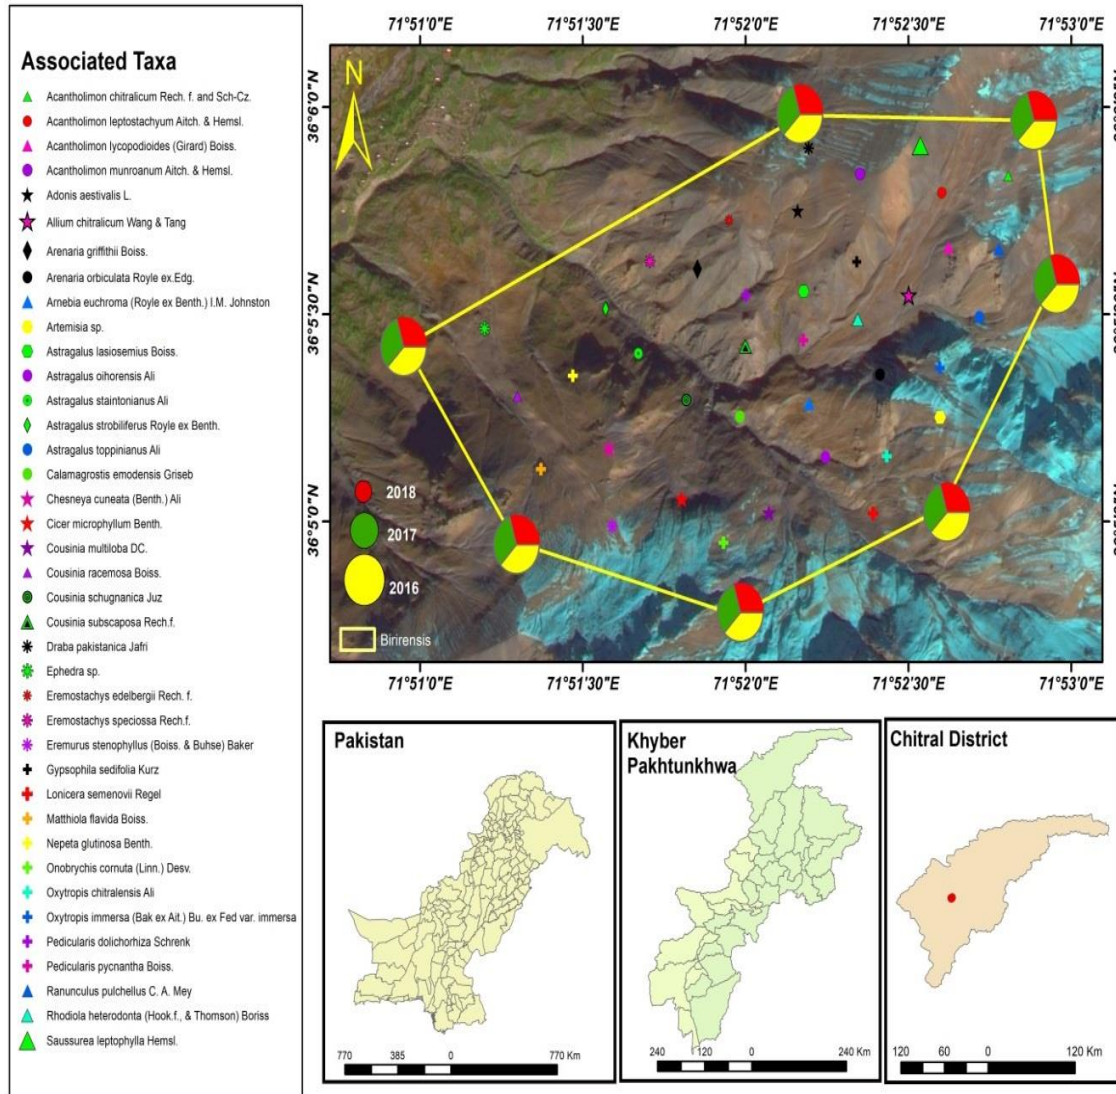 Associated Taxa
Acantholimon chitralicum Rech. f. and Sch-Cz.
Acantholimon leptostachyum Aitch. & Hemsl.
Acantholimon lycopodioides (Girard) Boiss.
Acantholimon munroanum Aitch. & Hemsl.
Adonis aestivalis L.
Allium chitralicum Wang & Tang
Arenaria griffithii Boiss.
Arenaria orbiculata Royle ex.Edg.
Arnebia euchroma (Royle ex Benth.) I.M. Johnston
Artemisia sp.
Astragalus lasiosemius Boiss.
Astragalus oihorensis Ali
Astragalus staintonianus Ali
Astragalus strobiliferus Royle ex Benth.
Astragalus toppinianus Ali
Calamagrostis emodensis Griseb
Chesneya cuneata (Benth.) Ali
Cicer microphyllum Benth.
Cousinia multiloba DC.
Cousinia racemosa Boiss.
Cousinia schugnanica Juz
Cousinia subscaposa Rech.f.
Draba pakistanica Jafri
Ephedra sp.
Eremostachys edelbergii Rech. f.
Eremostachys speciossa Rech.f.
Eremurus stenophyllus (Boiss. & Buhse) Baker
Gypsophila sedifolia Kurz
Lonicera semenovii Regel
Matthiola flavida Boiss.
Nepeta glutinosa Benth.
Onobrychis cornuta (Linn.) Desv.
Oxytropis chitralensis Ali
Oxytropis immersa (Bak ex Ait.) Bu. ex Fed var. immersa
Pedicularis dolichorhiza Schrenk
Pedicularis pycnantha Boiss.
Ranunculus pulchellus C. A. Mey
Rhodiola heterodonta (Hook.f., & Thomson) Boriss
Saussurea leptophylla Hemsl.
71°51'0"E 71°51'30"E 71°52'0"E 71°52'30"E 71°53'0"E
N
36°6'0"N
36°5'30"N
36°5'0"N
2018
2017
2016
Birirensis
71°51'0"E 71°51'30"E 71°52'0"E 71°52'30"E 71°53'0"E
Pakistan
770 385 0 770 Km
Khyber
Pakhtunkhwa
240 120 0 240 Km
Chitral District
120 60 0 120 Km